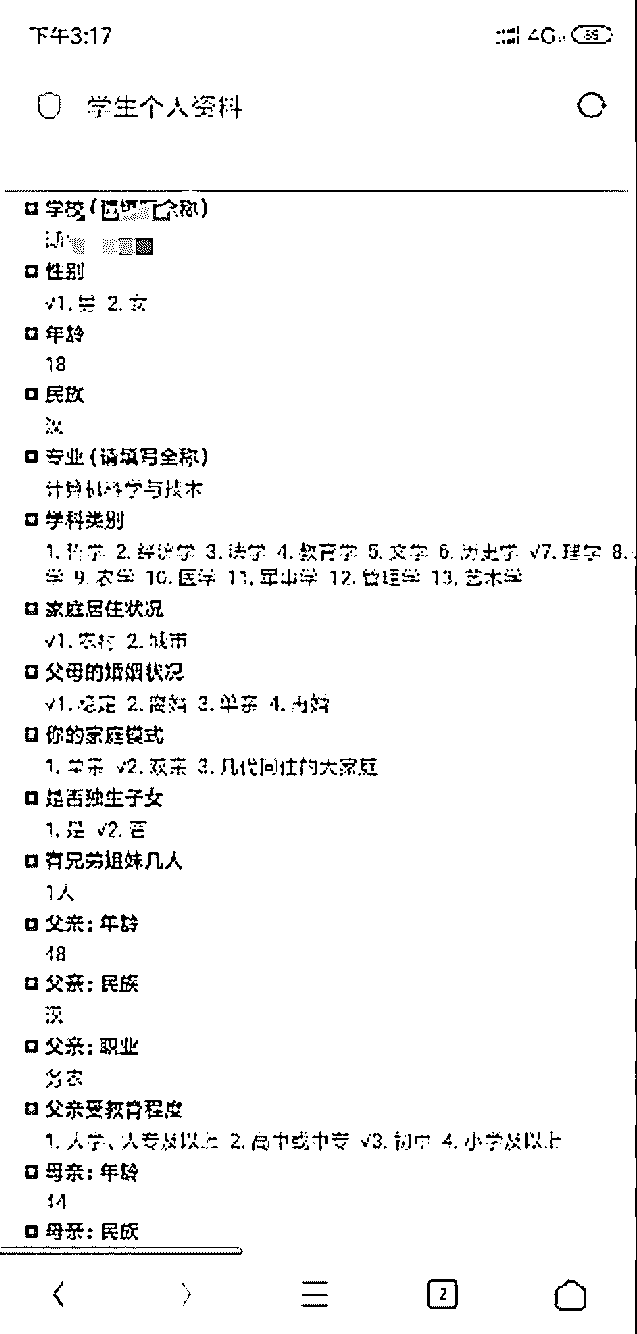 下午3:17
4G
学生个人资料
学校(请填写全称)
性别
√1. 男 2. 女
年龄
18
民族
汉
专业(请填写全称)
计算机科学与技术
学科类别
1. 哲学 2. 经济学 3. 法学 4. 教育学 5. 文学 6. 历史学 √7. 理学 8.
学 9. 农学 10. 医学 11. 军事学 12. 管理学 13. 艺术学
家庭居住状况
√1. 农村 2. 城市
父母的婚姻状况
√1. 稳定 2. 离婚 3. 单亲 4. 再婚
你的家庭模式
1. 单亲 √2. 双亲 3. 几代同住的大家庭
是否独生子女
1. 是 √2. 否
有兄弟姐妹几人
1人
父亲: 年龄
48
父亲: 民族
汉
父亲: 职业
务农
父亲受教育程度
1. 大学、大专及以上 2. 高中或中专 √3. 初中 4. 小学及以上
母亲: 年龄
44
母亲: 民族
2